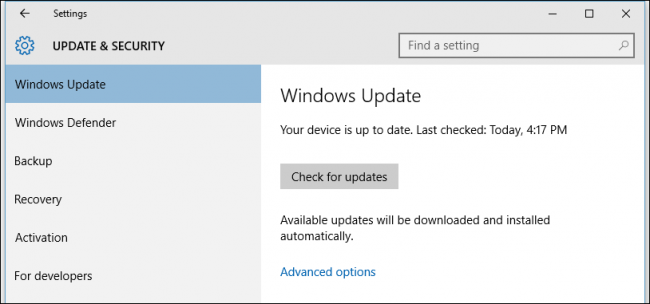 Settings
UPDATE & SECURITY
Find a setting
Windows Update
Windows Defender
Backup
Recovery
Activation
For developers
Windows Update
Your device is up to date. Last checked: Today, 4:17 PM
Check for updates
Available updates will be downloaded and installed
automatically.
Advanced options